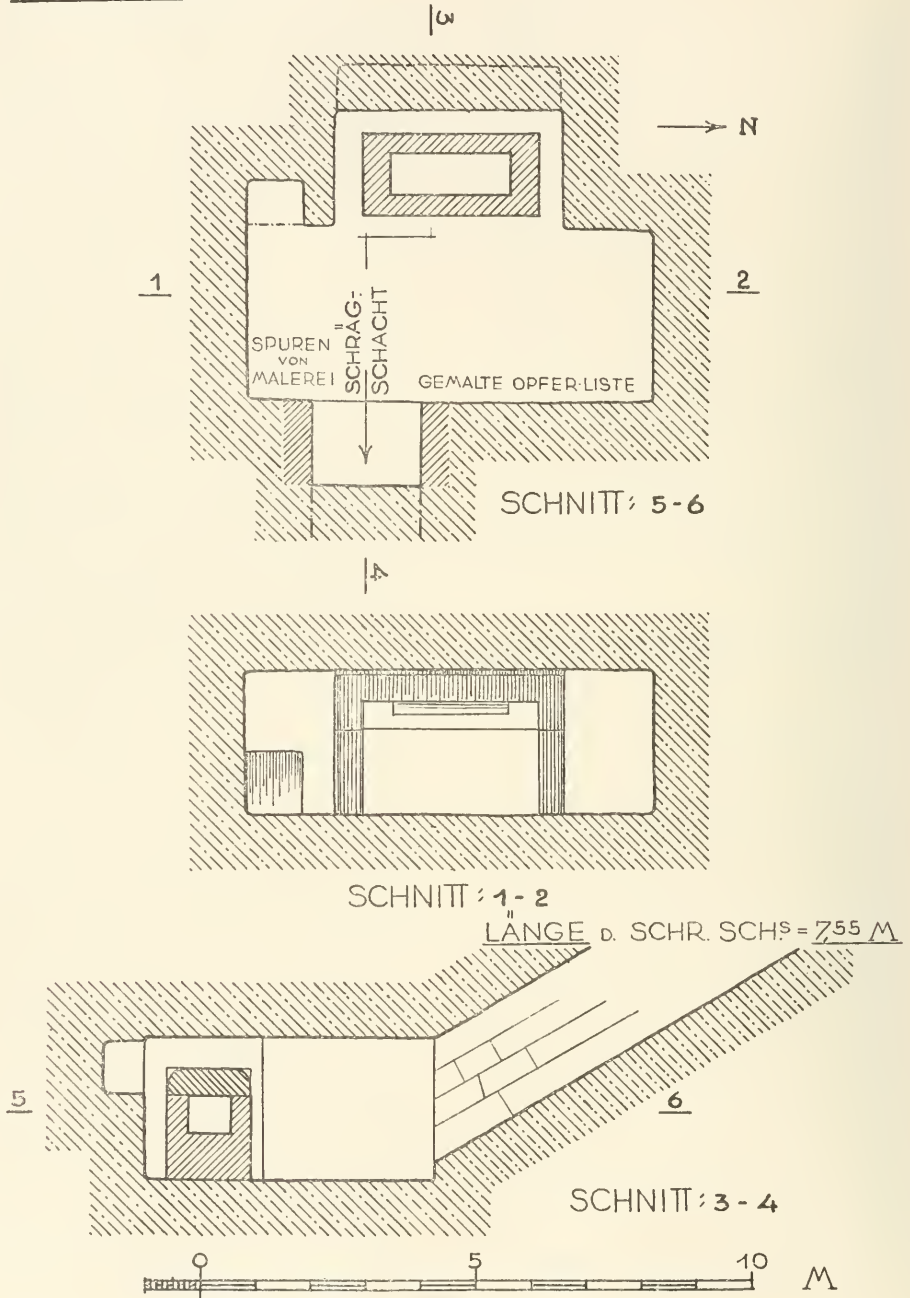 3
N
1
2
SPUREN
VON
MALEREI
SCHRÄG-
SCHACHT
GEMALTE OPFER-LISTE
SCHNITT: 5-6
4
SCHNITT: 1-2
LÄNGE D. SCHR. SCHS = 7,55 M
5
6
SCHNITT: 3-4
0 5 10 M